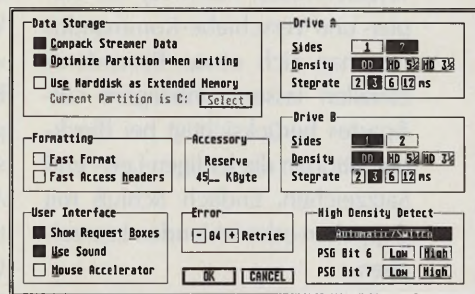 Data Storage
Compack Streamer Data
Optimize Partition when writing
Use Harddisk as Extended Memory
Current Partition is C: Select
Drive A
Sides 1 2
Density DD HD 5¼ HD 3½
Steprate 2 3 6 12 ms
Drive B
Sides 1 2
Density DD HD 5¼ HD 3½
Steprate 2 3 6 12 ms
Formatting
Fast Format
Fast Access headers
Accessory
Reserve
45__ KByte
User Interface
Show Request Boxes
Use Sound
Mouse Accelerator
Error
- 04 + Retries
OK CANCEL
High Density Detect
Automatic/Switch
PSG Bit 6 Low High
PSG Bit 7 Low High